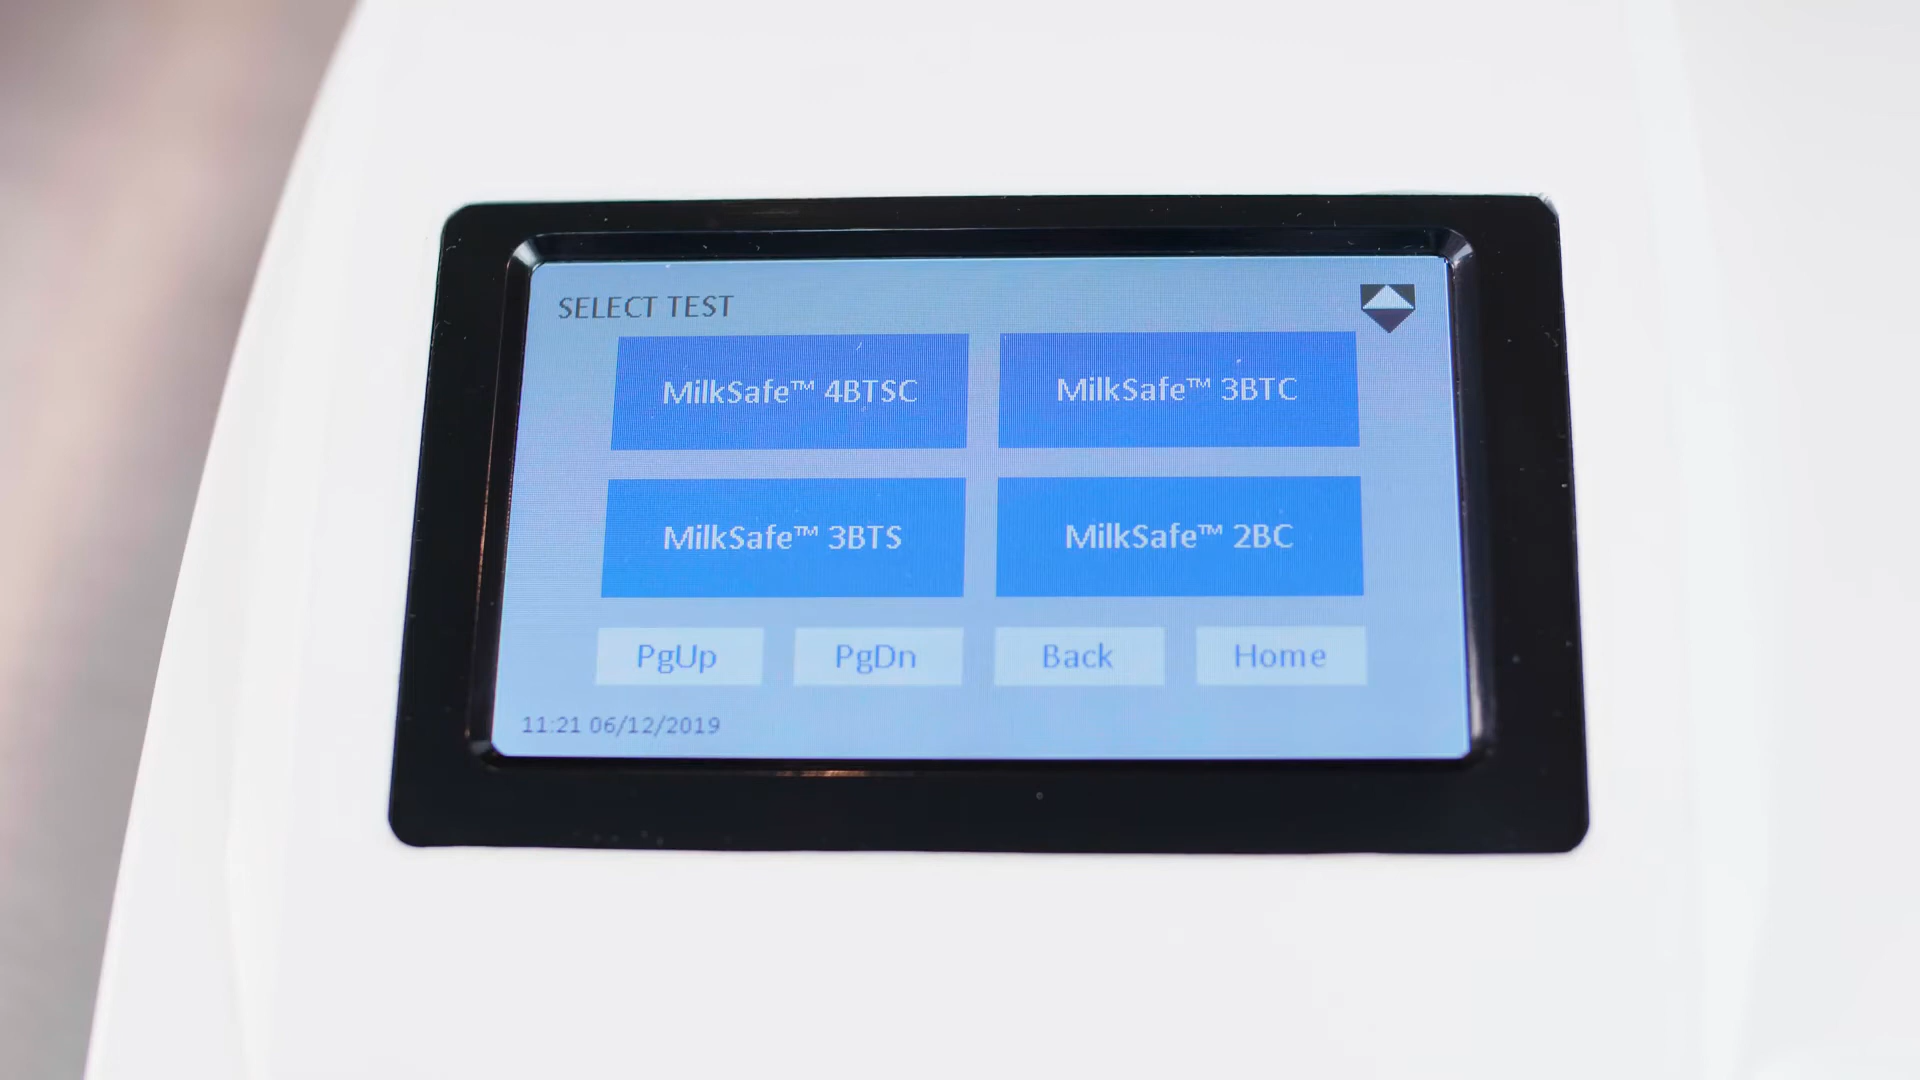 SELECT TEST
MilkSafe™ 4BTSC
MilkSafe™ 3BTC
MilkSafe™ 3BTS
MilkSafe™ 2BC
PgUp
PgDn
Back
Home
11:21 06/12/2019